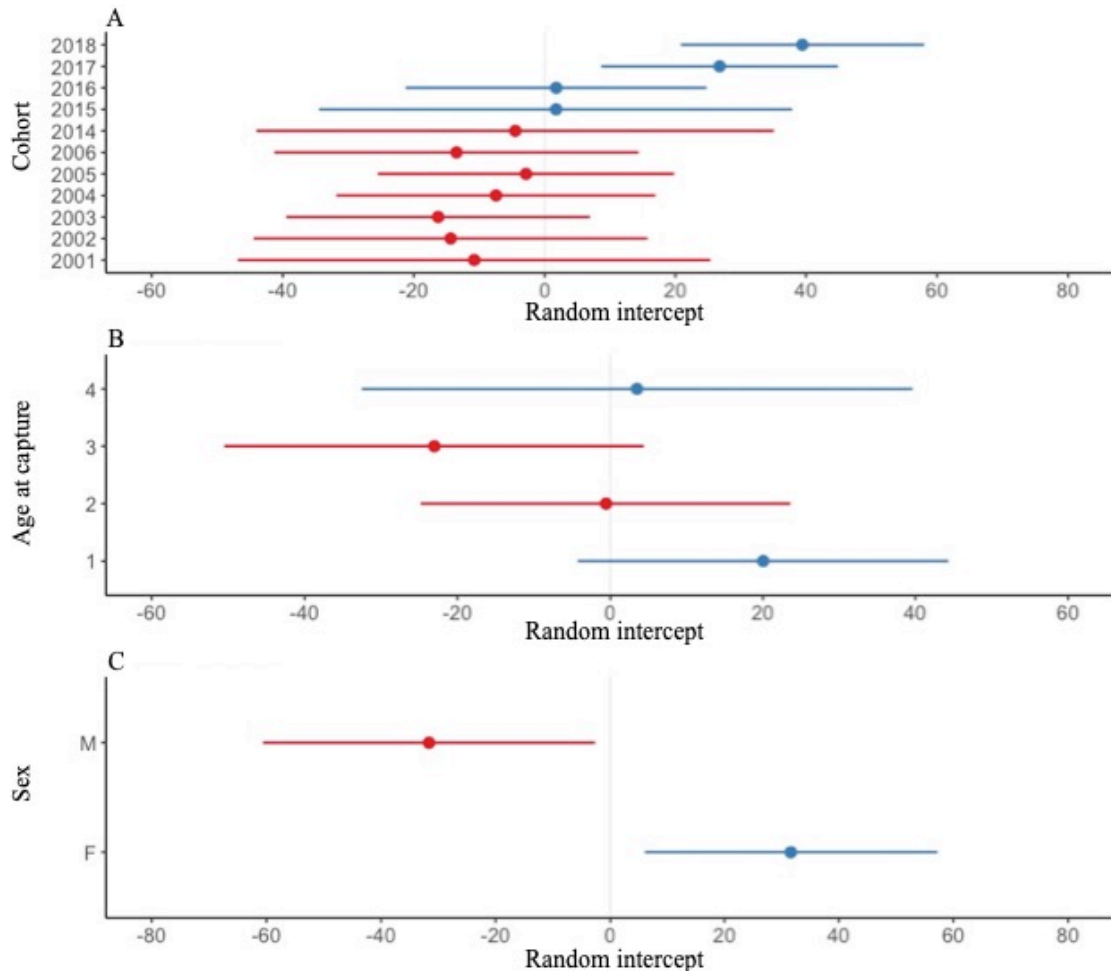 A
2018
2017
2016
2015
2014
2006
2005
2004
2003
2002
2001
Cohort
-60 -40 -20 0 20 40 60 80
Random intercept
B
4
3
2
1
Age at capture
-60 -40 -20 0 20 40 60
Random intercept
C
M
F
Sex
-80 -60 -40 -20 0 20 40 60 80
Random intercept